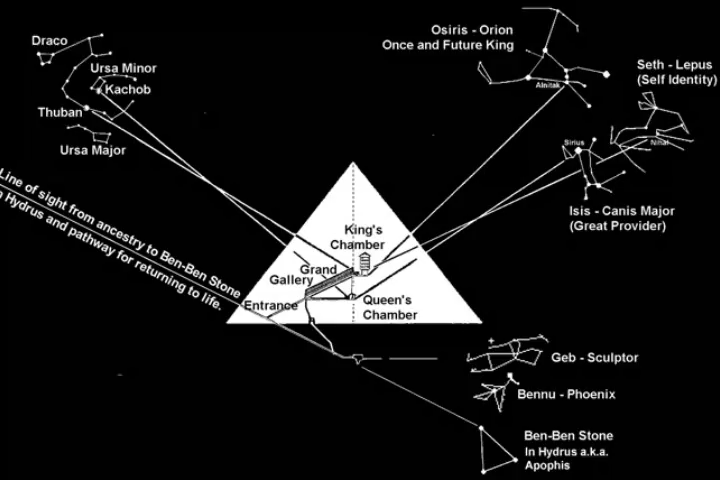 Draco
Ursa Minor
Kachob
Thuban
Ursa Major
Osiris - Orion
Once and Future King
Alnitak
Seth - Lepus
(Self Identity)
Sirius
Nihal
Isis - Canis Major
(Great Provider)
Line of sight from ancestry to Ben-Ben Stone
n Hydrus and pathway for returning to life.
King's
Chamber
Grand
Gallery
Entrance
Queen's
Chamber
Geb - Sculptor
Bennu - Phoenix
Ben-Ben Stone
In Hydrus a.k.a.
Apophis